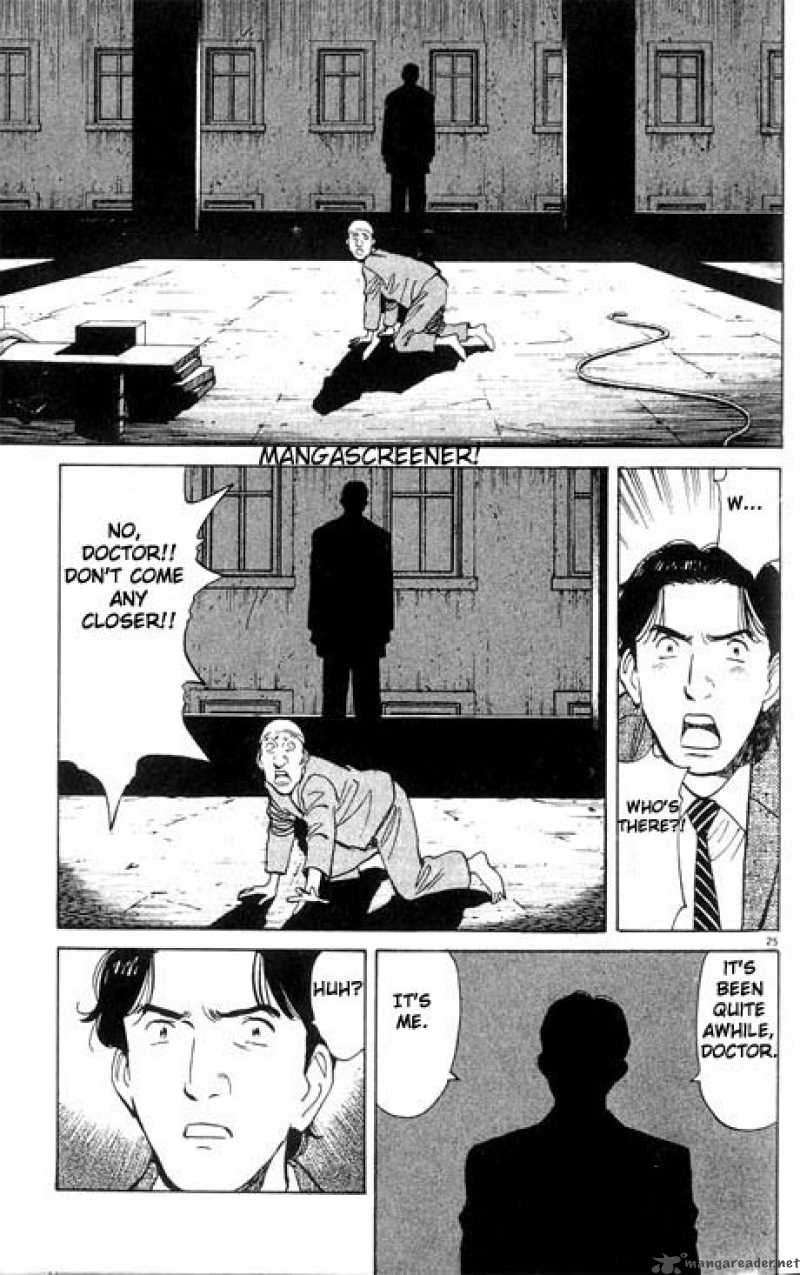 MANGASCREENER!
W...
WHO'S
THERE?!
NO,
DOCTOR!!
DON'T COME
ANY
CLOSER!!
25
IT'S
BEEN
QUITE
AWHILE,
DOCTOR.
IT'S
ME.
HUH?
mangareader.net